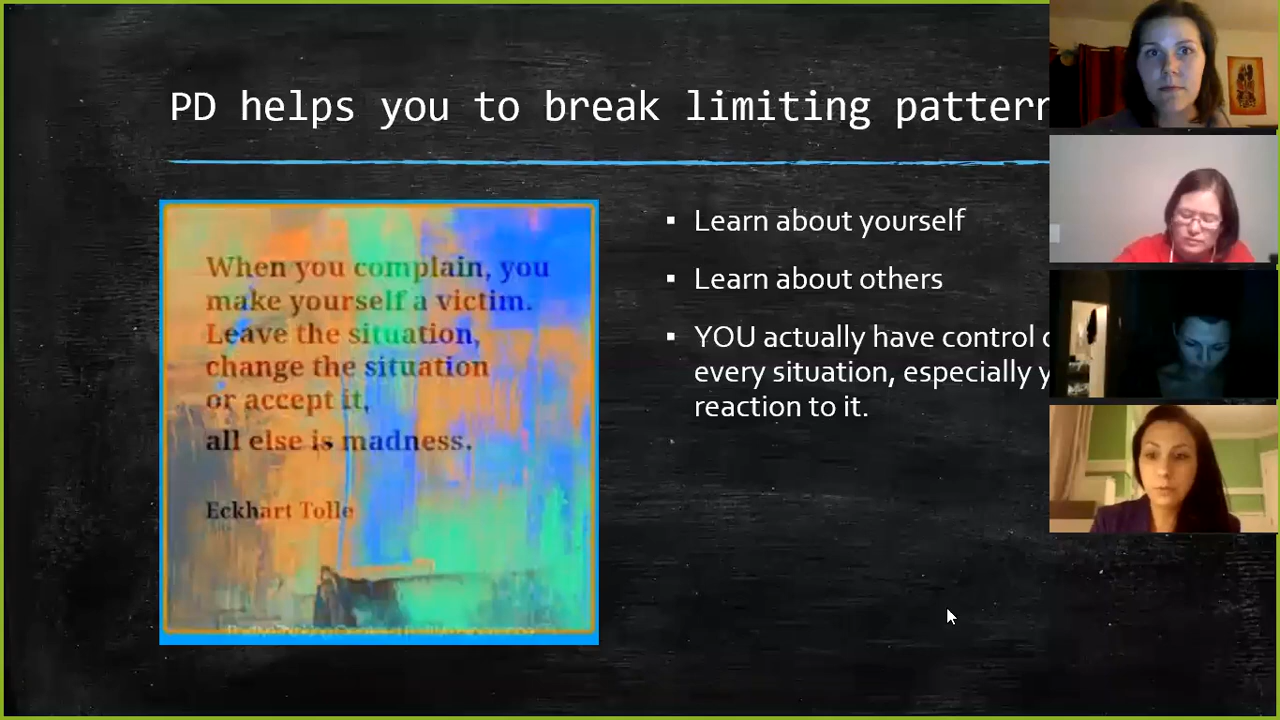 PD helps you to break limiting pattern
When you complain, you
make yourself a victim.
Leave the situation,
change the situation
or accept it,
all else is madness.
Eckhart Tolle
▪ Learn about yourself
▪ Learn about others
▪ YOU actually have control
every situation, especially
reaction to it.